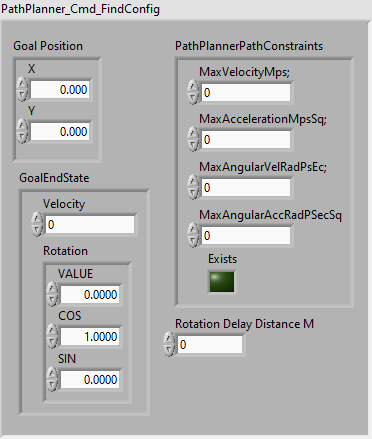 PathPlanner_Cmd_FindConfig
Goal Position
X
0.000
Y
0.000
GoalEndState
Velocity
0
Rotation
VALUE
0.0000
COS
1.0000
SIN
0.0000
PathPlannerPathConstraints
MaxVelocityMps;
0
MaxAccelerationMpsSq;
0
MaxAngularVelRadPsEc;
0
MaxAngularAccRadPSecSq
0
Exists
Rotation Delay Distance M
0